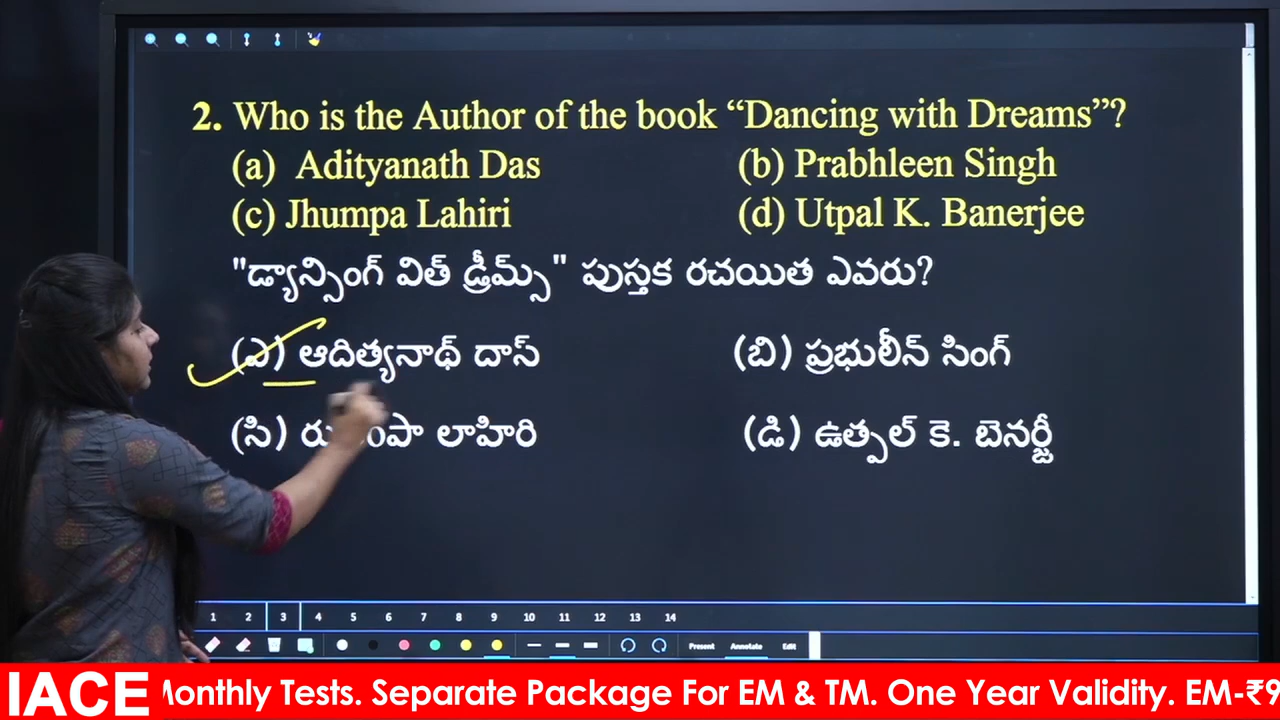 2. Who is the Author of the book “Dancing with Dreams”?
(a) Adityanath Das (b) Prabhleen Singh
(c) Jhumpa Lahiri (d) Utpal K. Banerjee
"డ్యాన్సింగ్ విత్ డ్రీమ్స్" పుస్తక రచయిత ఎవరు?
(ఎ) ఆదిత్యనాథ్ దాస్ (బి) ప్రభులీన్ సింగ్
(సి) లాహిరి (డి) ఉత్పల్ కె. బెనర్జీ
1 2 3 4 5 6 7 8 9 10 11 12 13 14
Present Annotate Edit
IACE Monthly Tests. Separate Package For EM & TM. One Year Validity. EM-₹9